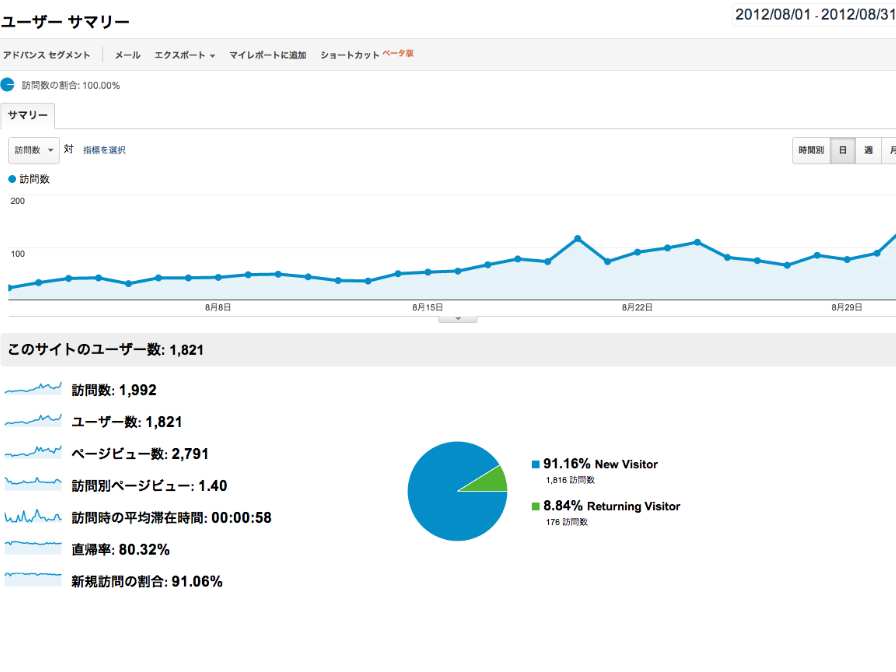 ユーザー サマリー
2012/08/01 - 2012/08/31
アドバンス セグメント メール エクスポート マイレポートに追加 ショートカット ベータ版
訪問数の割合: 100.00%
サマリー
訪問数 対 指標を選択 時間別 日 週 月
訪問数
200
100
8月8日 8月15日 8月22日 8月29日
このサイトのユーザー数: 1,821
訪問数: 1,992
ユーザー数: 1,821
ページビュー数: 2,791
訪問別ページビュー: 1.40
訪問時の平均滞在時間: 00:00:58
直帰率: 80.32%
新規訪問の割合: 91.06%
91.16% New Visitor
1,816 訪問数
8.84% Returning Visitor
176 訪問数